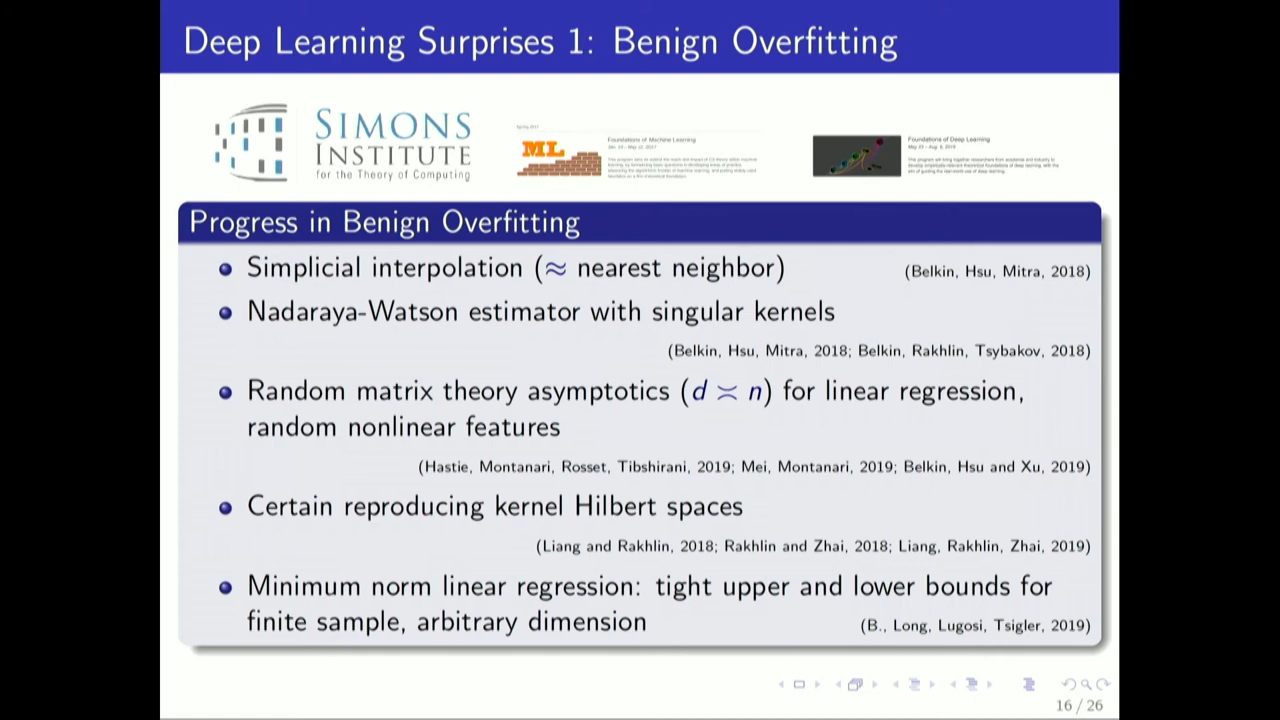 Deep Learning Surprises 1: Benign Overfitting
SIMONS
INSTITUTE
for the Theory of Computing
Spring 2017
ML
Foundations of Machine Learning
Foundations of Deep Learning
Progress in Benign Overfitting
Simplicial interpolation (≈ nearest neighbor) (Belkin, Hsu, Mitra, 2018)
Nadaraya-Watson estimator with singular kernels
(Belkin, Hsu, Mitra, 2018; Belkin, Rakhlin, Tsybakov, 2018)
Random matrix theory asymptotics (d ≍ n) for linear regression,
random nonlinear features
(Hastie, Montanari, Rosset, Tibshirani, 2019; Mei, Montanari, 2019; Belkin, Hsu and Xu, 2019)
Certain reproducing kernel Hilbert spaces
(Liang and Rakhlin, 2018; Rakhlin and Zhai, 2018; Liang, Rakhlin, Zhai, 2019)
Minimum norm linear regression: tight upper and lower bounds for
finite sample, arbitrary dimension (B., Long, Lugosi, Tsigler, 2019)
16 / 26